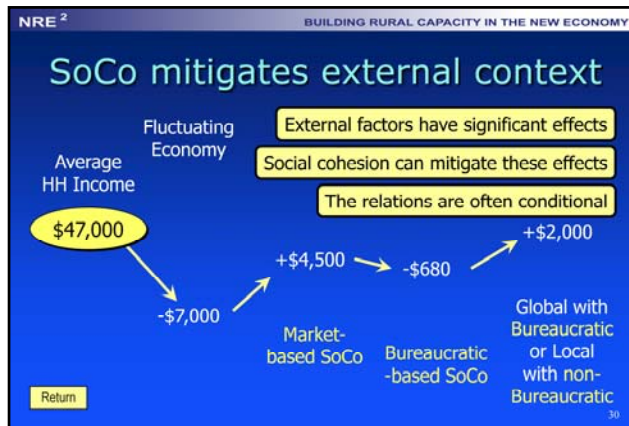 NRE ²
BUILDING RURAL CAPACITY IN THE NEW ECONOMY
SoCo mitigates external context
Fluctuating
Economy
External factors have significant effects
Average
HH Income
Social cohesion can mitigate these effects
The relations are often conditional
$47,000
+$2,000
+$4,500
-$680
-$7,000
Market-
based SoCo
Bureaucratic
-based SoCo
Global with
Bureaucratic
or Local
with non-
Bureaucratic
Return
30